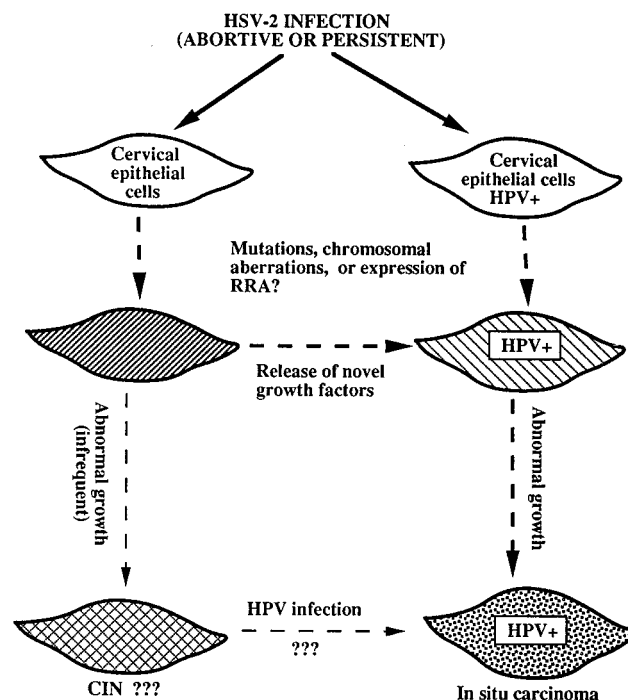 HSV-2 INFECTION
(ABORTIVE OR PERSISTENT)
Cervical
epithelial
cells
Cervical
epithelial cells
HPV+
Mutations, chromosomal
aberrations, or expression of
RRA?
HPV+
Release of novel
growth factors
Abnormal growth
(infrequent)
Abnormal growth
HPV infection
???
HPV+
CIN ???
In situ carcinoma